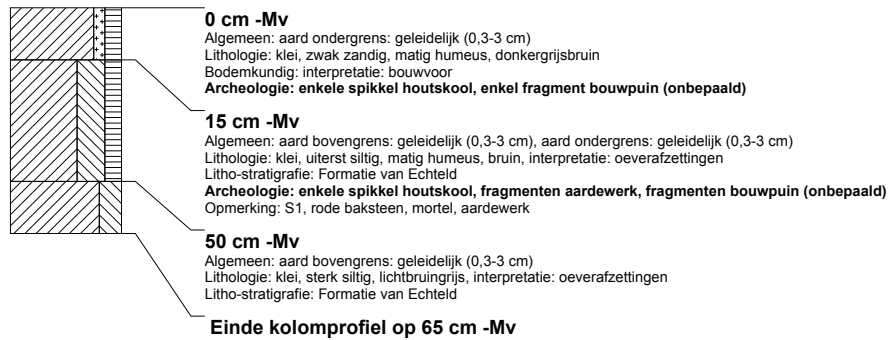 0 cm -Mv
Algemeen: aard ondergrens: geleidelijk (0,3-3 cm)
Lithologie: klei, zwak zandig, matig humeus, donkergrijsbruin
Bodemkundig: interpretatie: bouwvoor
Archeologie: enkele spikkel houtskool, enkel fragment bouwpuin (onbepaald)
15 cm -Mv
Algemeen: aard bovengrens: geleidelijk (0,3-3 cm), aard ondergrens: geleidelijk (0,3-3 cm)
Lithologie: klei, uiterst siltig, matig humeus, bruin, interpretatie: oeverafzettingen
Litho-stratigrafie: Formatie van Echteld
Archeologie: enkele spikkel houtskool, fragmenten aardewerk, fragmenten bouwpuin (onbepaald)
Opmerking: S1, rode baksteen, mortel, aardewerk
50 cm -Mv
Algemeen: aard bovengrens: geleidelijk (0,3-3 cm)
Lithologie: klei, sterk siltig, lichtbruingrijs, interpretatie: oeverafzettingen
Litho-stratigrafie: Formatie van Echteld
Einde kolomprofiel op 65 cm -Mv